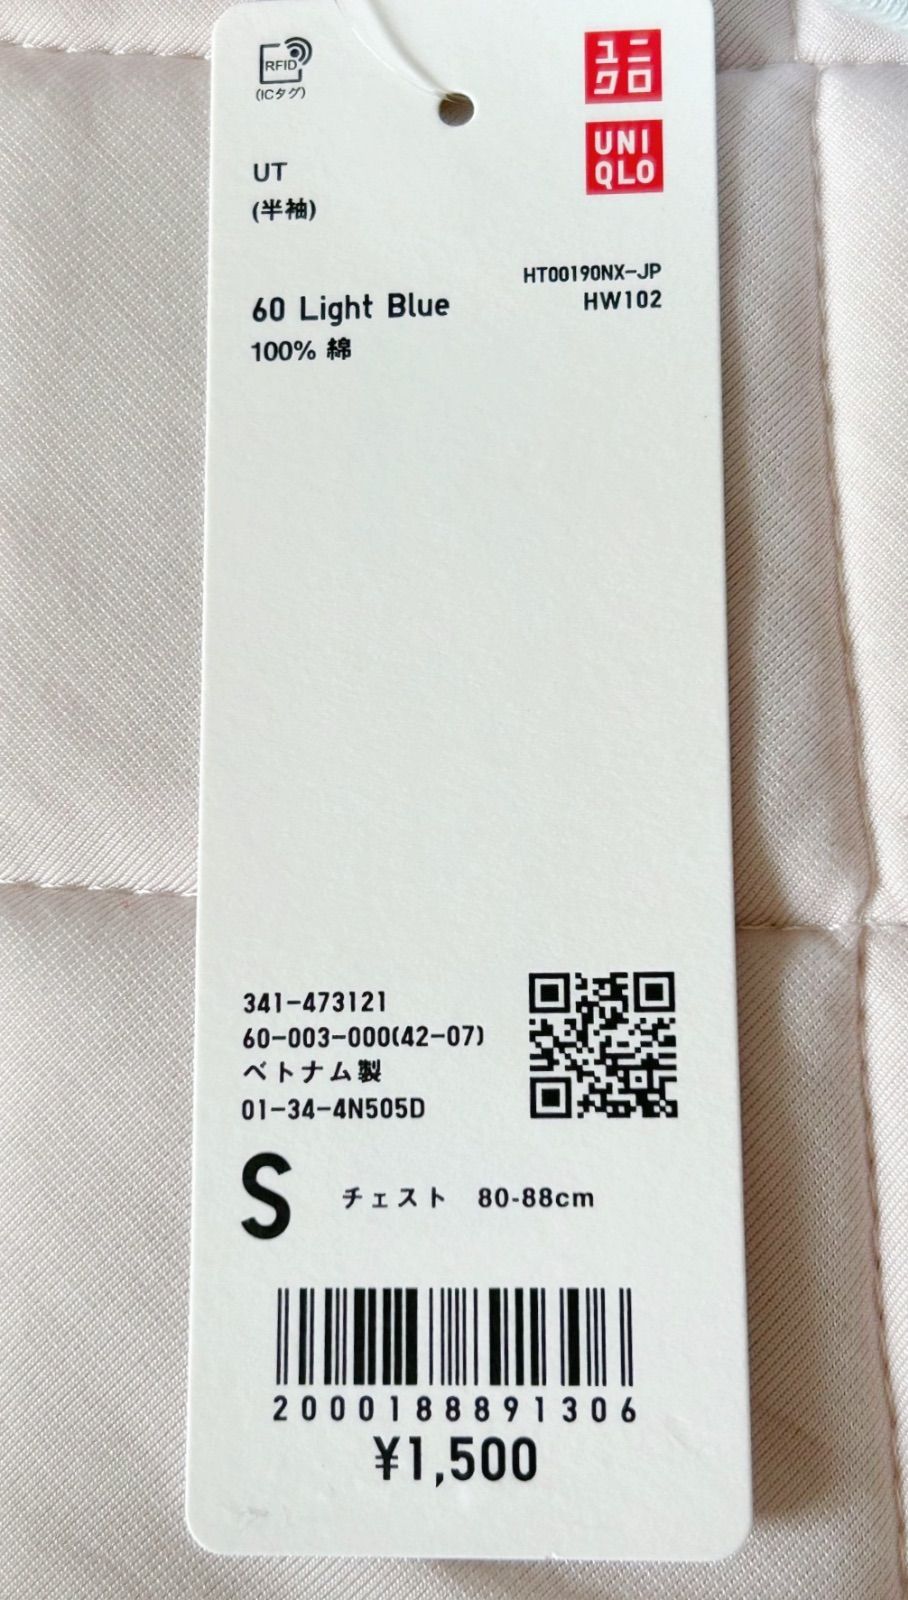 RFID
(ICタグ)
ユニ
クロ
UNI
QLO
UT
(半袖)
HT00190NX-JP
HW102
60 Light Blue
100% 綿
341-473121
60-003-000(42-07)
ベトナム製
01-34-4N505D
S チェスト 80-88cm
2000188891306
¥1,500